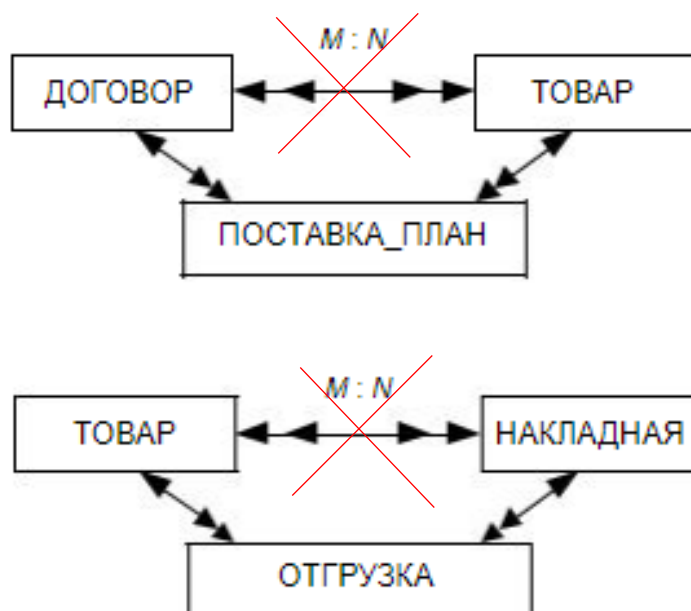 M : N
ДОГОВОР
ТОВАР
ПОСТАВКА_ПЛАН
M : N
ТОВАР
НАКЛАДНАЯ
ОТГРУЗКА